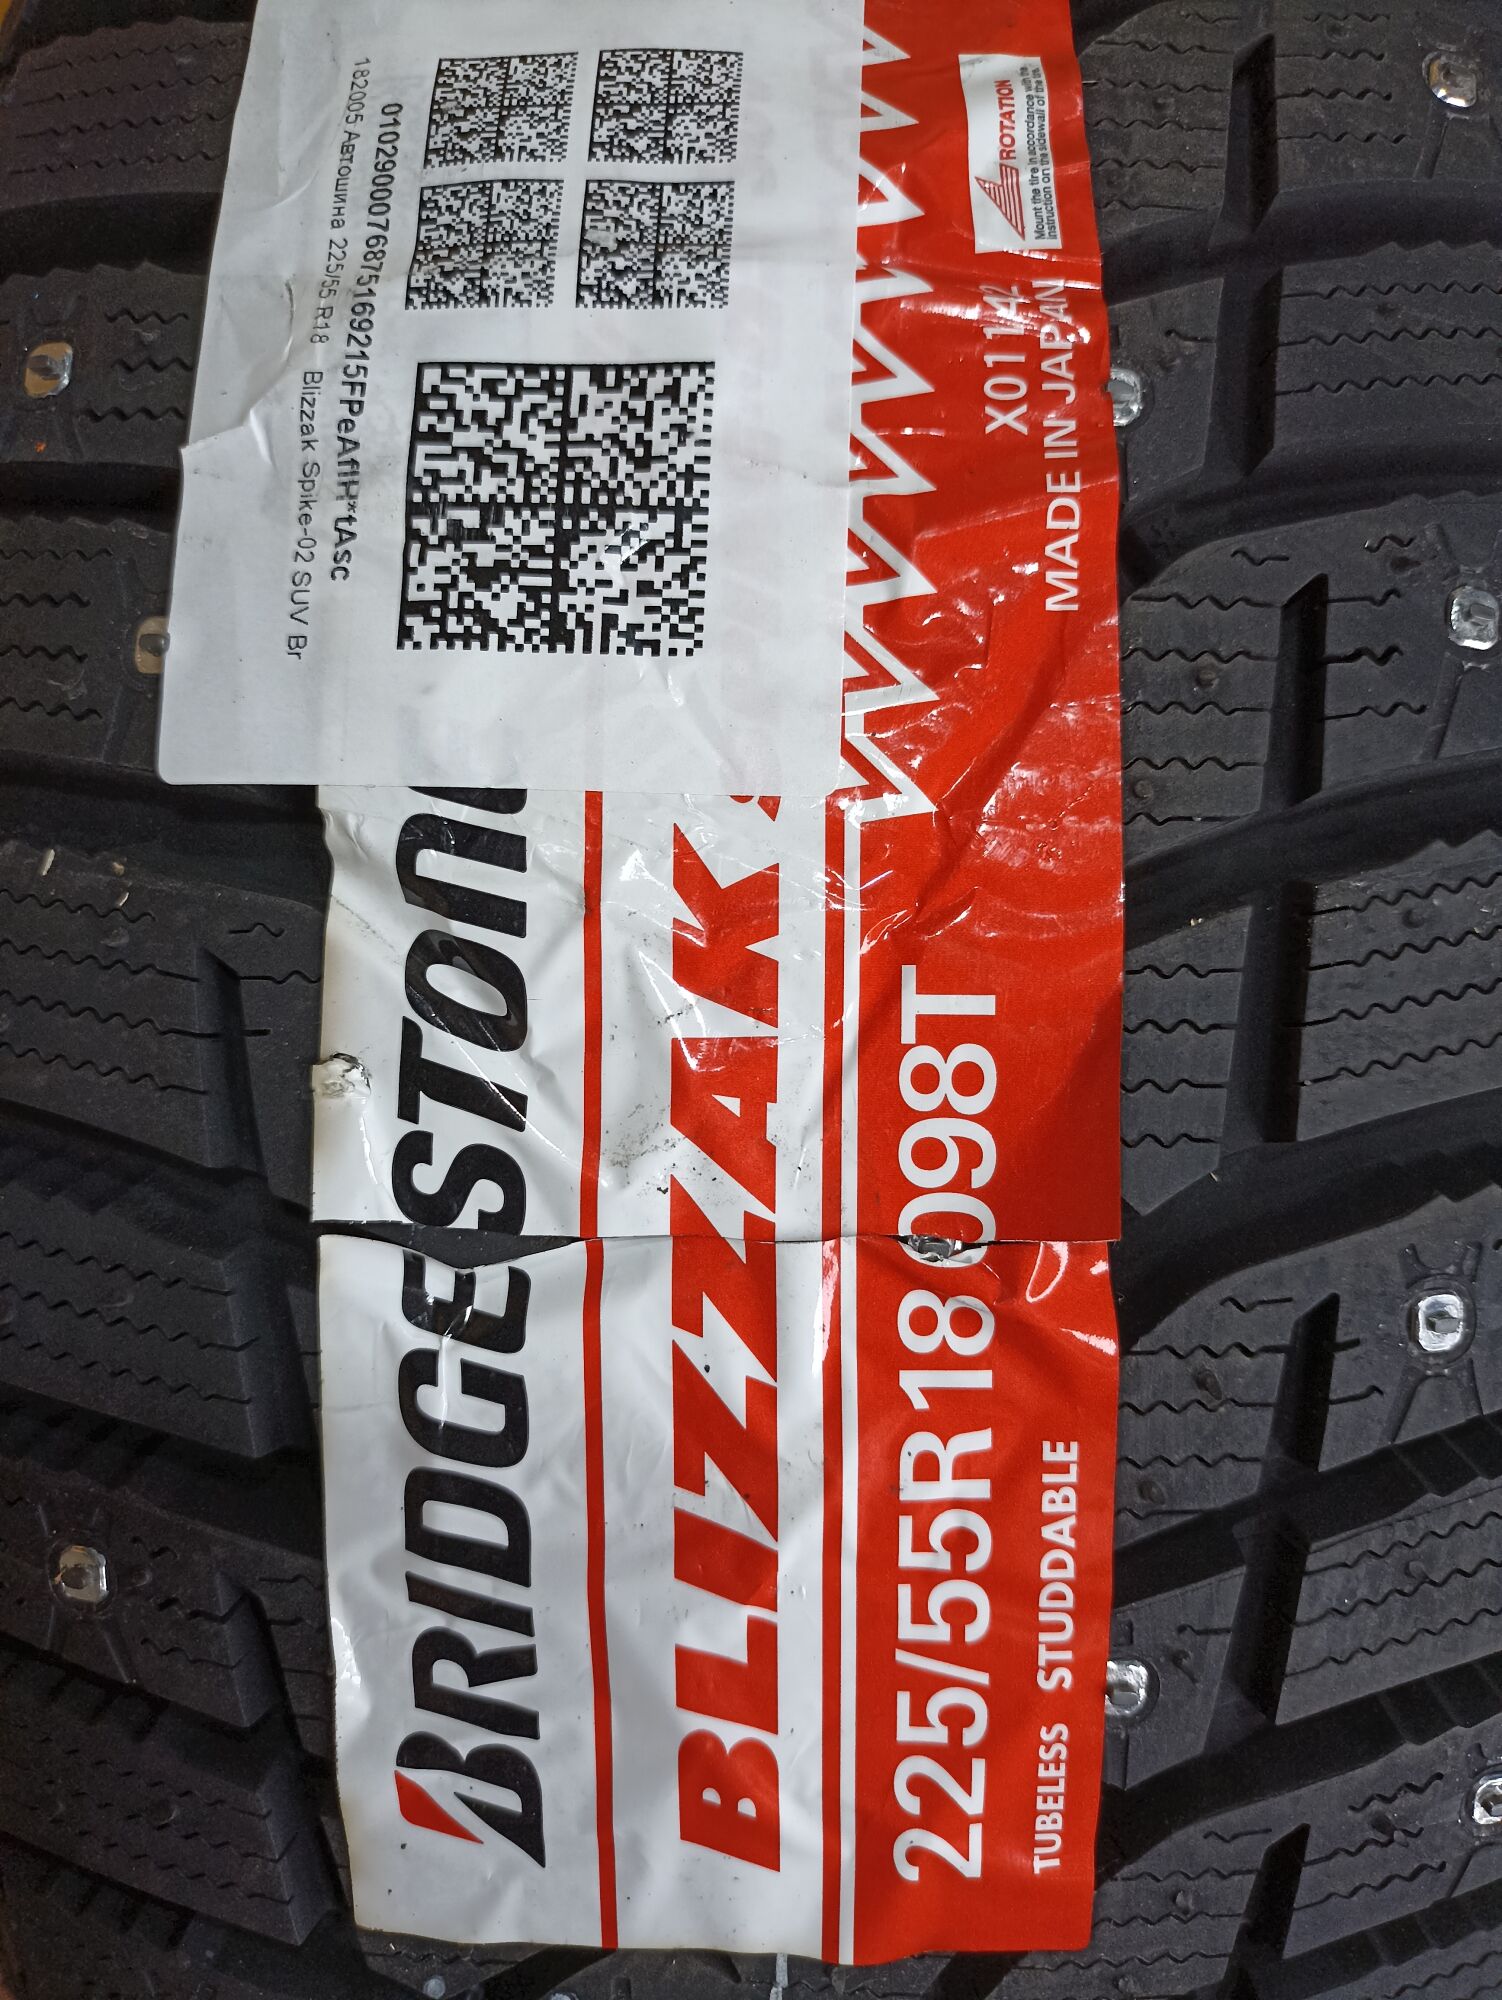 182005 Автошина 225/55 R18 Blizzak Spike-02 SUV Br
0102900076875169215FPeAfIH*tAsc
BRIDGESTON
BLIZZAK
225/55R18 098T
TUBELESS STUDDABLE
MADE IN JAPAN
X01142
ROTATION
Mount the tire in accordance with the
instruction on the sidewall of the tire.